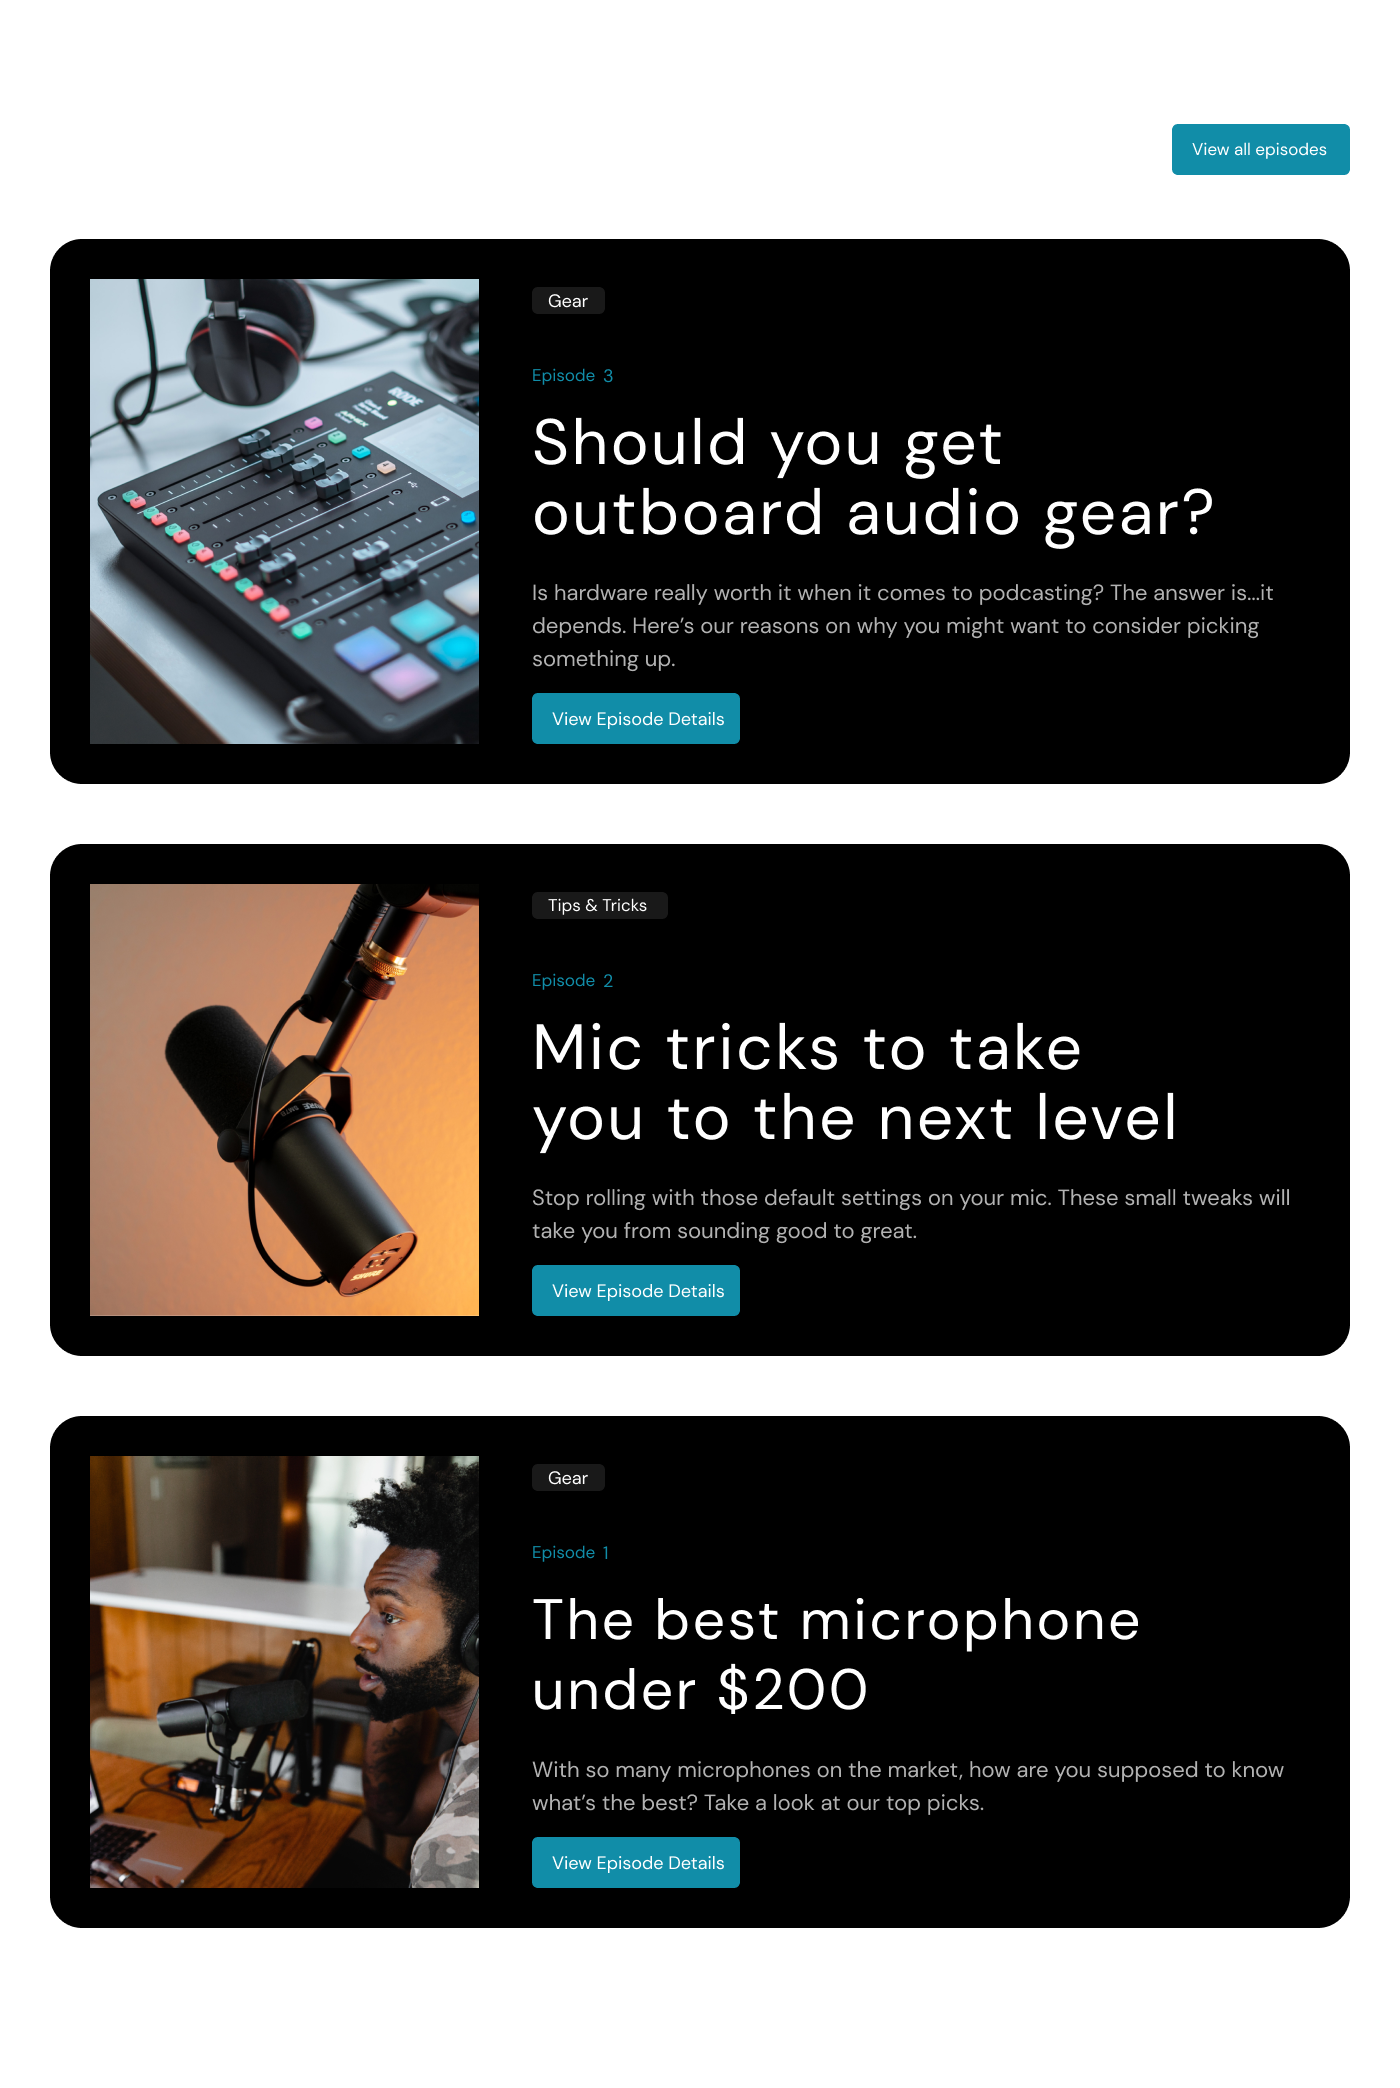 View all episodes
Gear
Episode 3
Should you get
outboard audio gear?
Is hardware really worth it when it comes to podcasting? The answer is...it
depends. Here’s our reasons on why you might want to consider picking
something up.
View Episode Details
RØDE
Tips & Tricks
Episode 2
Mic tricks to take
you to the next level
Stop rolling with those default settings on your mic. These small tweaks will
take you from sounding good to great.
View Episode Details
SHURE
Gear
Episode 1
The best microphone
under $200
With so many microphones on the market, how are you supposed to know
what’s the best? Take a look at our top picks.
View Episode Details